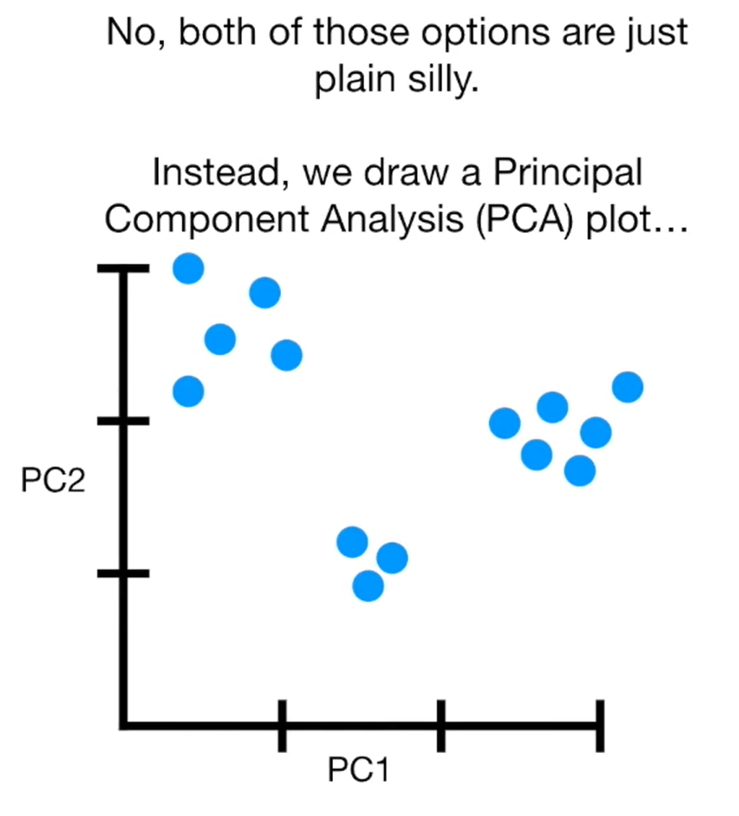 No, both of those options are just
plain silly.
Instead, we draw a Principal
Component Analysis (PCA) plot...
PC2
PC1